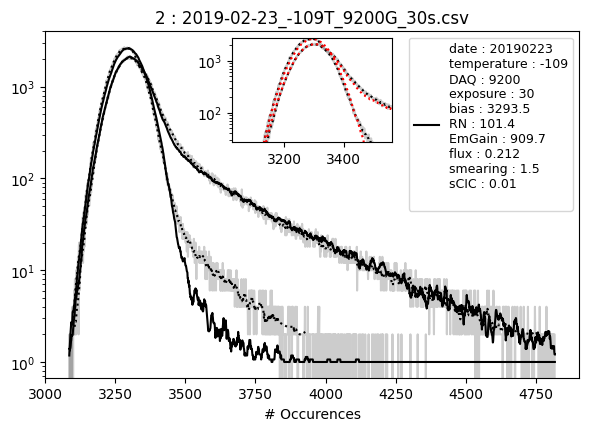 2 : 2019-02-23_-109T_9200G_30s.csv
date : 20190223
temperature : -109
DAQ : 9200
exposure : 30
bias : 3293.5
RN : 101.4
EmGain : 909.7
flux : 0.212
smearing : 1.5
sCIC : 0.01
10³
10²
3200 3400
10³
10²
10¹
10⁰
3000 3250 3500 3750 4000 4250 4500 4750
# Occurences